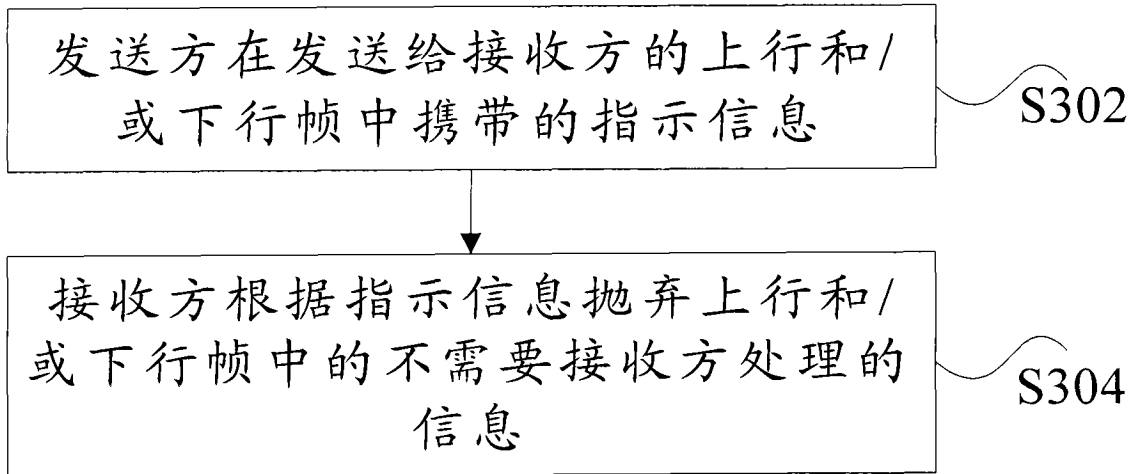 发送方在发送给接收方的上行和/
或下行帧中携带的指示信息
S302
接收方根据指示信息抛弃上行和/
或下行帧中的不需要接收方处理的
信息
S304